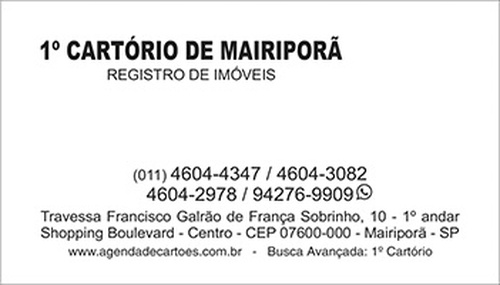 1º CARTÓRIO DE MAIRIPORÃ
REGISTRO DE IMÓVEIS
(011) 4604-4347 / 4604-3082
4604-2978 / 94276-9909
Travessa Francisco Galrão de França Sobrinho, 10 - 1º andar
Shopping Boulevard - Centro - CEP 07600-000 - Mairiporã - SP
www.agendadecartoes.com.br - Busca Avançada: 1º Cartório